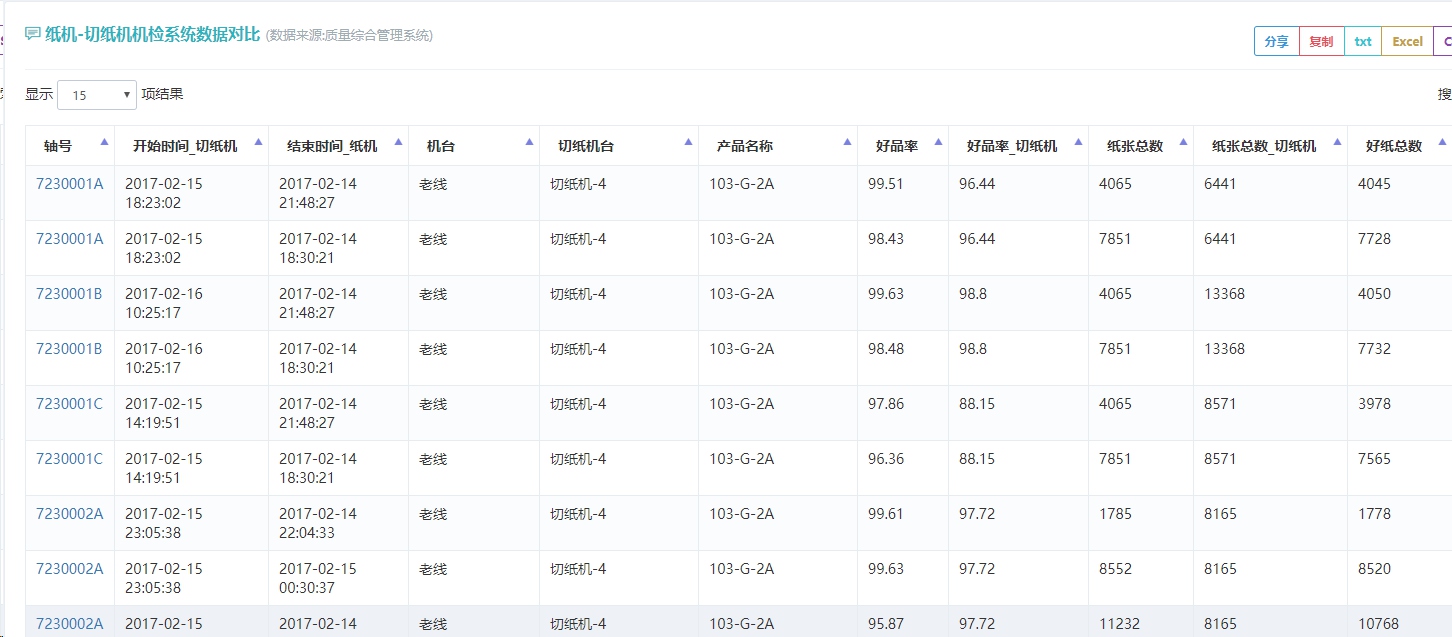 纸机-切纸机机检系统数据对比 (数据来源:质量综合管理系统)
分享 复制 txt Excel
显示 15 项结果 搜
轴号 开始时间_切纸机 结束时间_纸机 机台 切纸机台 产品名称 好品率 好品率_切纸机 纸张总数 纸张总数_切纸机 好纸总数
7230001A 2017-02-15 2017-02-14 老线 切纸机-4 103-G-2A 99.51 96.44 4065 6441 4045
18:23:02 21:48:27
7230001A 2017-02-15 2017-02-14 老线 切纸机-4 103-G-2A 98.43 96.44 7851 6441 7728
18:23:02 18:30:21
7230001B 2017-02-16 2017-02-14 老线 切纸机-4 103-G-2A 99.63 98.8 4065 13368 4050
10:25:17 21:48:27
7230001B 2017-02-16 2017-02-14 老线 切纸机-4 103-G-2A 98.48 98.8 7851 13368 7732
10:25:17 18:30:21
7230001C 2017-02-15 2017-02-14 老线 切纸机-4 103-G-2A 97.86 88.15 4065 8571 3978
14:19:51 21:48:27
7230001C 2017-02-15 2017-02-14 老线 切纸机-4 103-G-2A 96.36 88.15 7851 8571 7565
14:19:51 18:30:21
7230002A 2017-02-15 2017-02-14 老线 切纸机-4 103-G-2A 99.61 97.72 1785 8165 1778
23:05:38 22:04:33
7230002A 2017-02-15 2017-02-15 老线 切纸机-4 103-G-2A 99.63 97.72 8552 8165 8520
23:05:38 00:30:37
7230002A 2017-02-15 2017-02-14 老线 切纸机-4 103-G-2A 95.87 97.72 11232 8165 10768